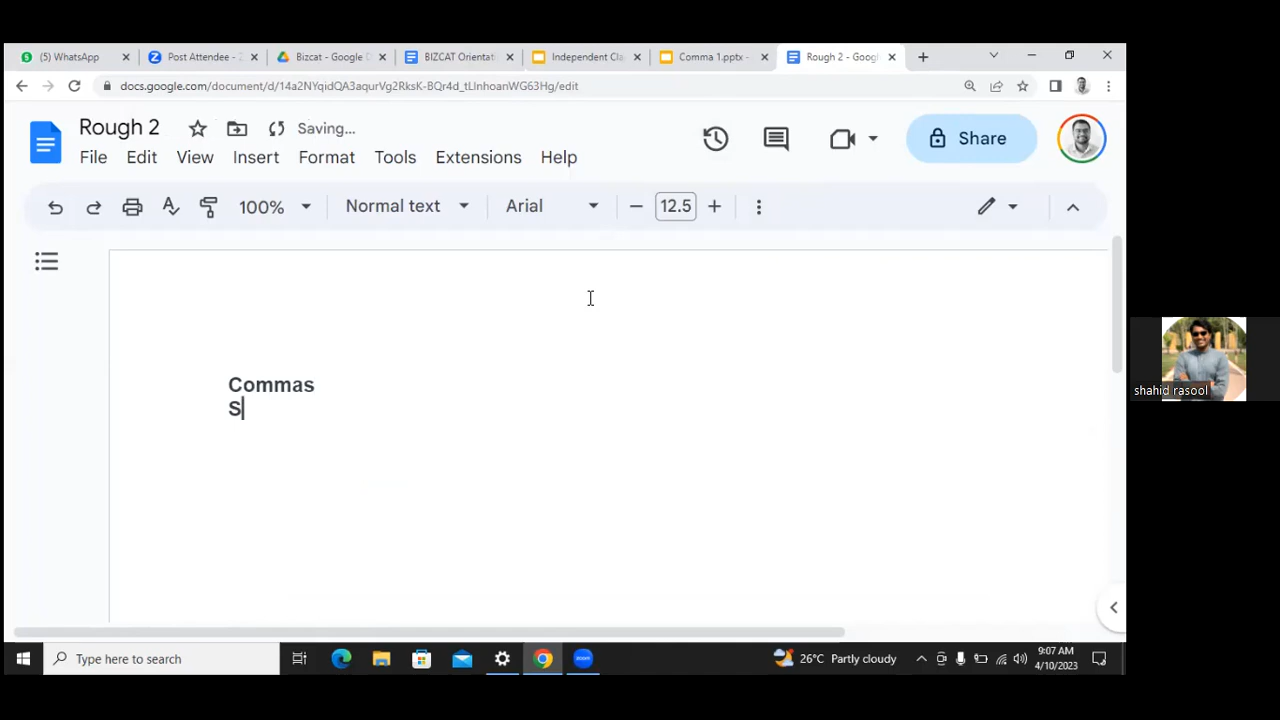 (5) WhatsApp
Post Attendee - Z
Bizcat - Google D
BIZCAT Orientati
Independent Cla
Comma 1.pptx -
Rough 2 - Googl
docs.google.com/document/d/14a2NYqidQA3aqurVg2RksK-BQr4d_tLlnhoanWG63Hg/edit
Rough 2
Saving...
File Edit View Insert Format Tools Extensions Help
Share
100% Normal text Arial 12.5
Commas
S
shahid rasool
Type here to search
26°C Partly cloudy
9:07 AM
4/10/2023